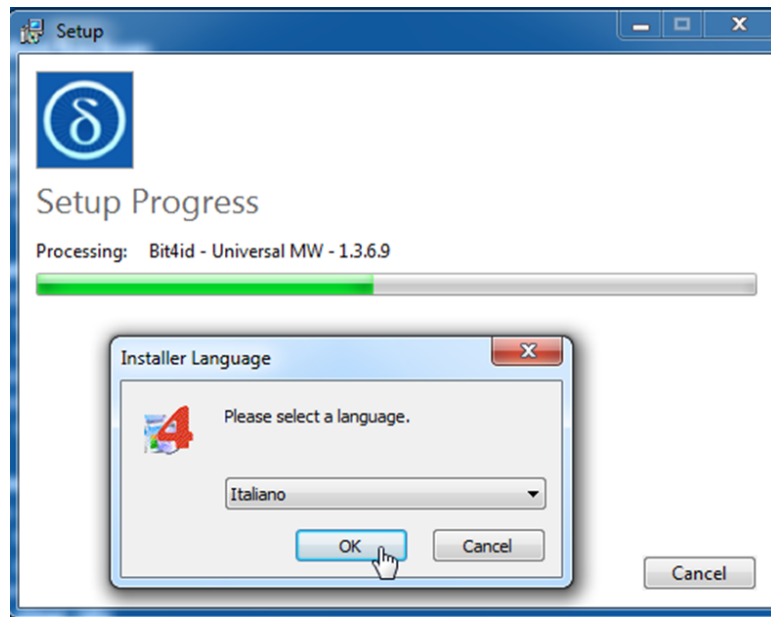 Setup
δ
Setup Progress
Processing: Bit4id - Universal MW - 1.3.6.9
Installer Language
4
Please select a language.
Italiano
OK Cancel
Cancel